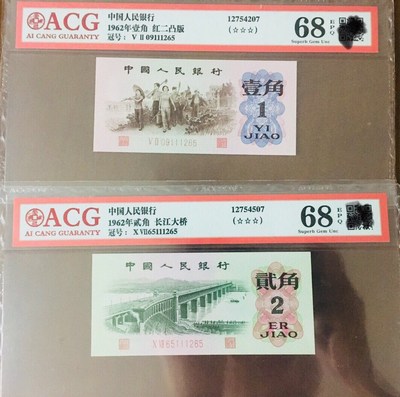 ACG
AI CANG GUARANTY
中国人民银行
1962年壹角 红二凸版
冠号：VⅡ09111265
12754207
(☆☆☆)
68 EPQ
Superb Gem Unc
中国人民银行
壹角
1
YI
JIAO
VⅡ09111265
ACG
AI CANG GUARANTY
中国人民银行
1962年贰角 长江大桥
冠号：XⅦ65111265
12754507
(☆☆☆)
68 EPQ
Superb Gem Unc
中國人民銀行
貳角
2
ER
JIAO
XⅦ65111265